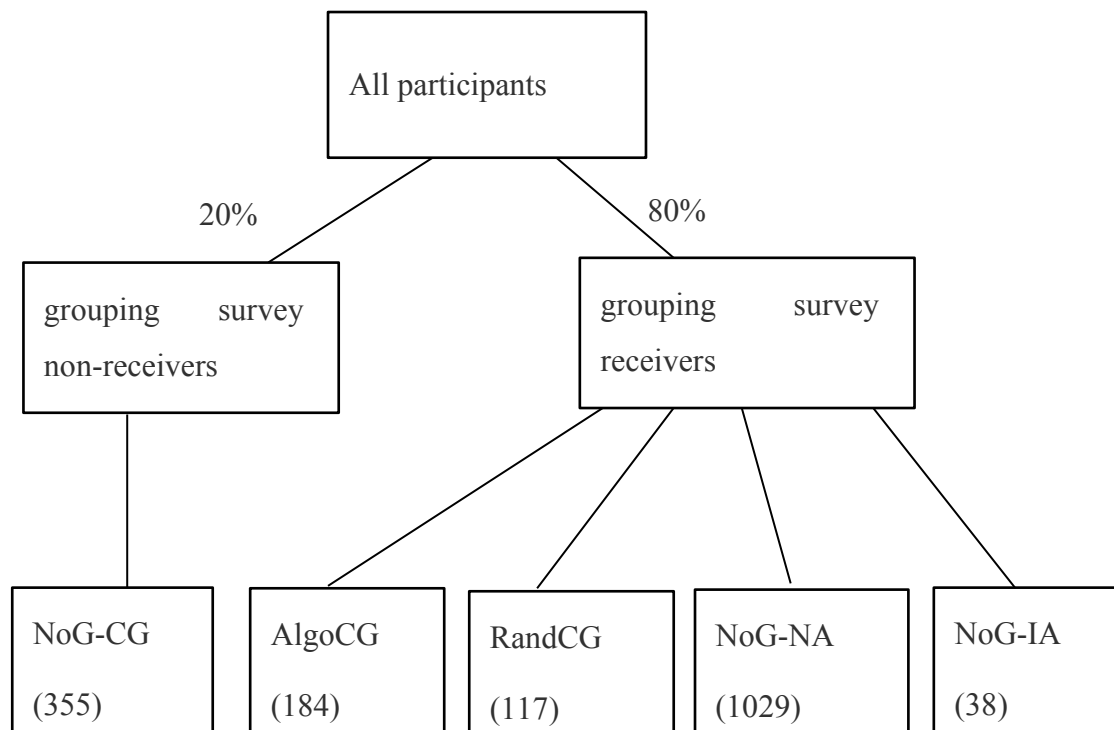 All participants
20%
80%
grouping survey
non-receivers
grouping survey
receivers
NoG-CG
(355)
AlgoCG
(184)
RandCG
(117)
NoG-NA
(1029)
NoG-IA
(38)